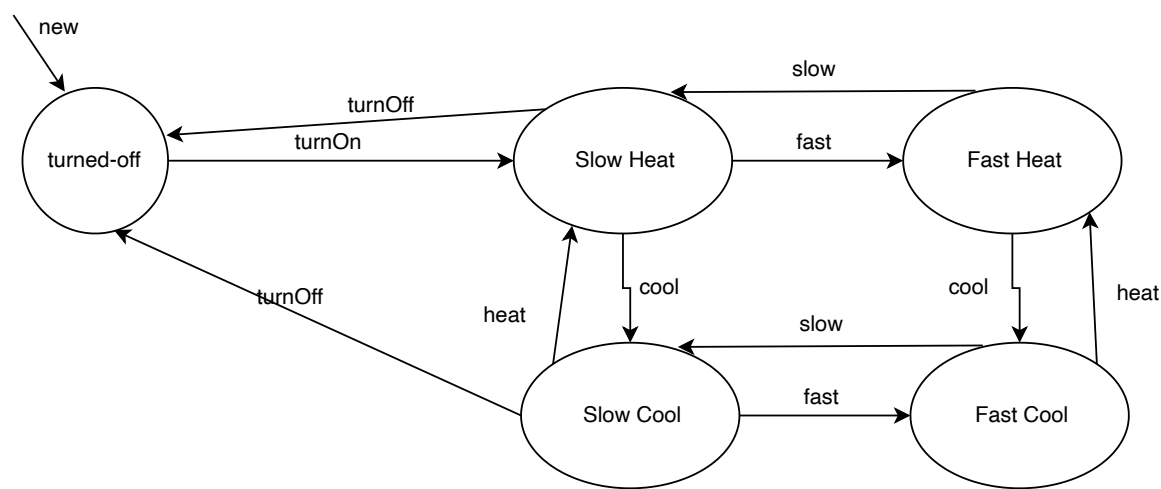 new
slow
turnOff
turnOn
fast
turned-off
Slow Heat
Fast Heat
turnOff
heat
cool
cool
heat
slow
fast
Slow Cool
Fast Cool